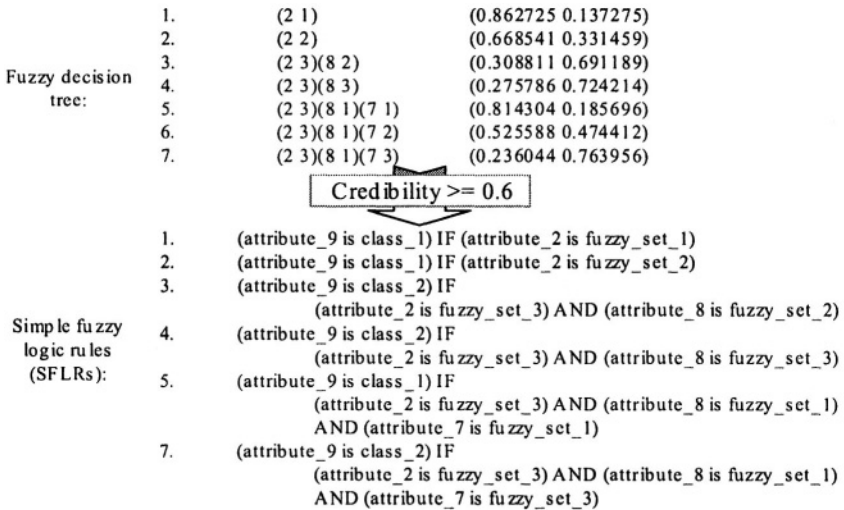 1. (2 1) (0.862725 0.137275)
2. (2 2) (0.668541 0.331459)
3. (2 3)(8 2) (0.308811 0.691189)
Fuzzy decision tree:
4. (2 3)(8 3) (0.275786 0.724214)
5. (2 3)(8 1)(7 1) (0.814304 0.185696)
6. (2 3)(8 1)(7 2) (0.525588 0.474412)
7. (2 3)(8 1)(7 3) (0.236044 0.763956)
Credibility >= 0.6
1. (attribute_9 is class_1) IF (attribute_2 is fuzzy_set_1)
2. (attribute_9 is class_1) IF (attribute_2 is fuzzy_set_2)
3. (attribute_9 is class_2) IF
(attribute_2 is fuzzy_set_3) AND (attribute_8 is fuzzy_set_2)
Simple fuzzy logic rules (SFLRs):
4. (attribute_9 is class_2) IF
(attribute_2 is fuzzy_set_3) AND (attribute_8 is fuzzy_set_3)
5. (attribute_9 is class_1) IF
(attribute_2 is fuzzy_set_3) AND (attribute_8 is fuzzy_set_1)
AND (attribute_7 is fuzzy_set_1)
7. (attribute_9 is class_2) IF
(attribute_2 is fuzzy_set_3) AND (attribute_8 is fuzzy_set_1)
AND (attribute_7 is fuzzy_set_3)